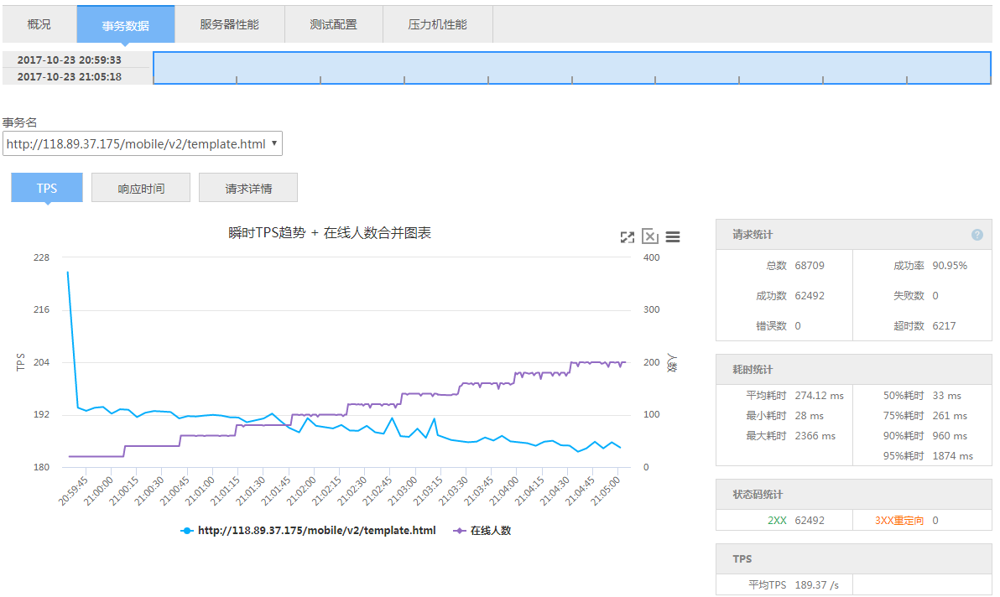 概况 事务数据 服务器性能 测试配置 压力机性能
2017-10-23 20:59:33
2017-10-23 21:05:18
事务名
http://118.89.37.175/mobile/v2/template.html
TPS 响应时间 请求详情
瞬时TPS趋势 + 在线人数合并图表
228 400
216 300
204 200
192 100
180 0
TPS
人数
20:59:45 21:00:00 21:00:15 21:00:30 21:00:45 21:01:00 21:01:15 21:01:30 21:01:45 21:02:00 21:02:15 21:02:30 21:02:45 21:03:00 21:03:15 21:03:30 21:03:45 21:04:00 21:04:15 21:04:30 21:04:45 21:05:00
http://118.89.37.175/mobile/v2/template.html 在线人数
请求统计 ?
总数 68709 成功率 90.95%
成功数 62492 失败数 0
错误数 0 超时数 6217
耗时统计
平均耗时 274.12 ms 50%耗时 33 ms
最小耗时 28 ms 75%耗时 261 ms
最大耗时 2366 ms 90%耗时 960 ms
95%耗时 1874 ms
状态码统计
2XX 62492 3XX重定向 0
TPS
平均TPS 189.37 /s